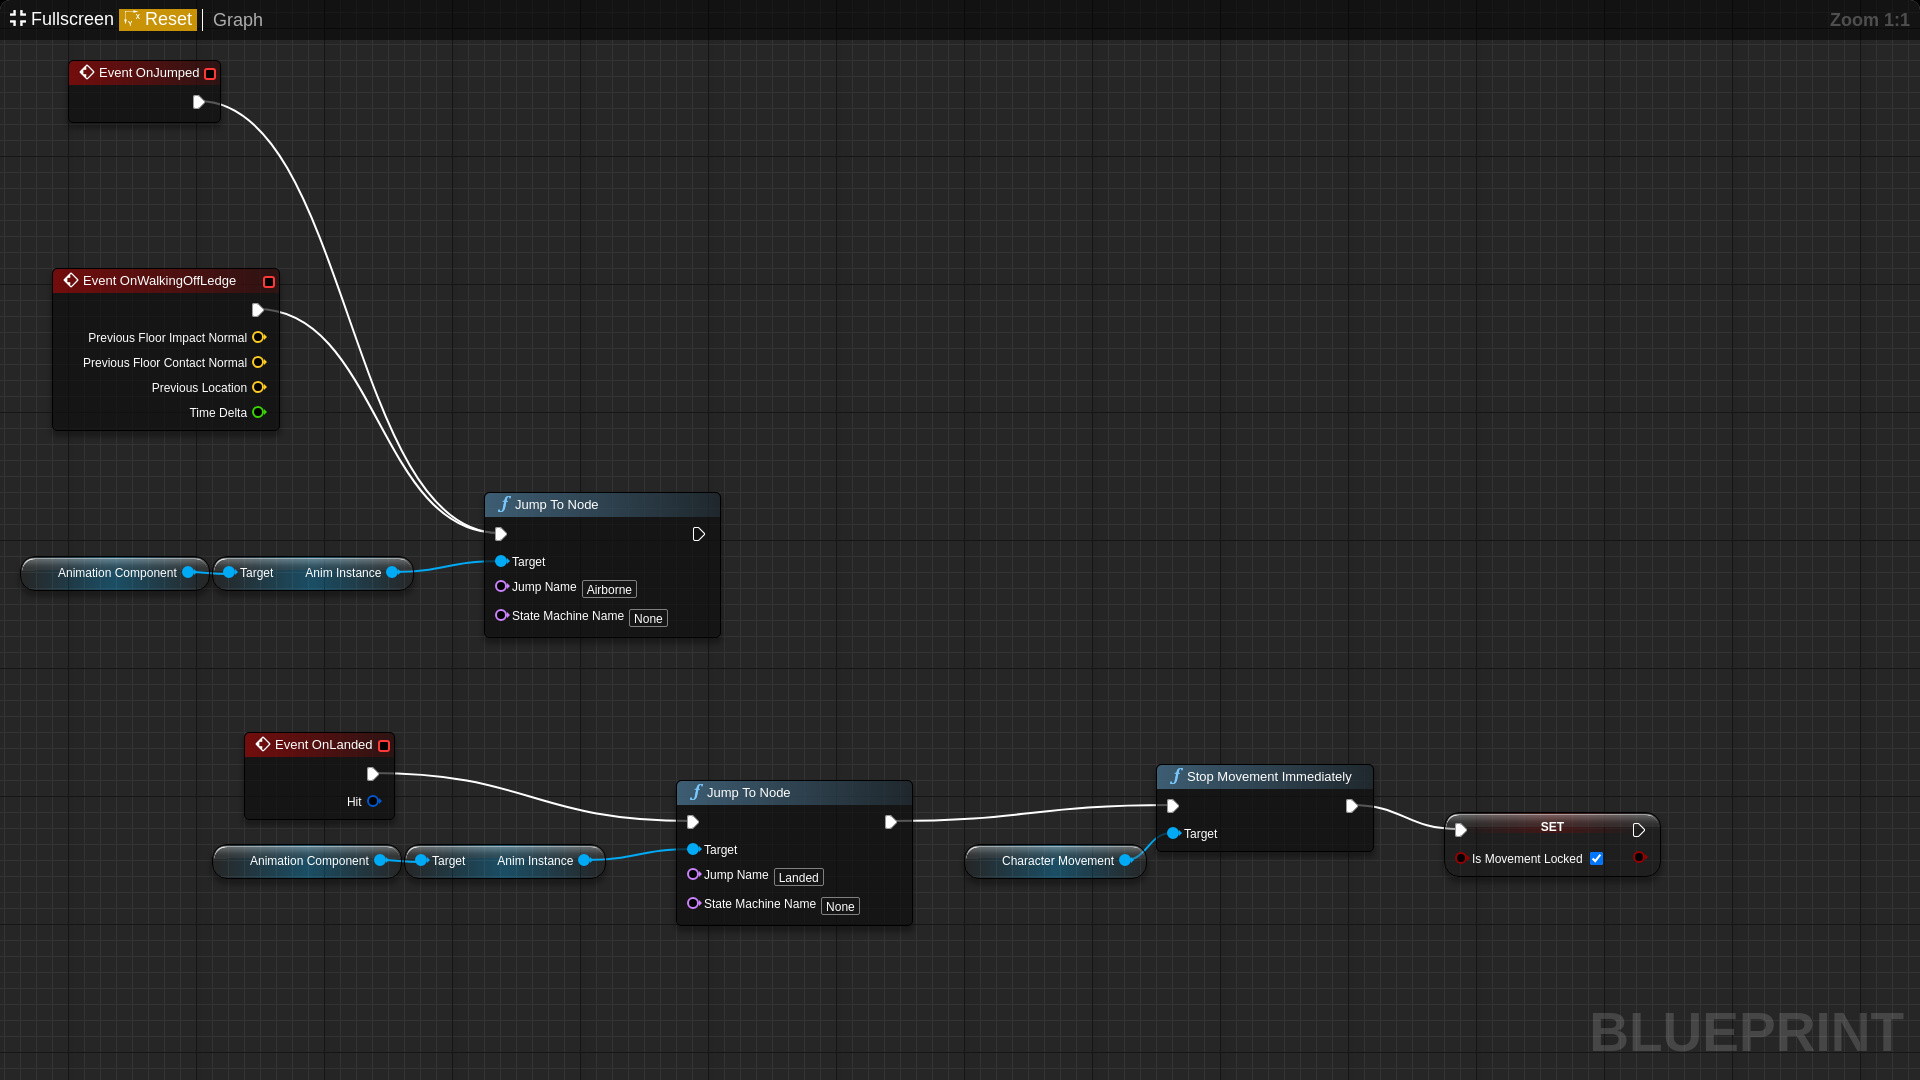 Fullscreen Reset Graph Zoom 1:1
Event OnJumped
Event OnWalkingOffLedge
Previous Floor Impact Normal
Previous Floor Contact Normal
Previous Location
Time Delta
Jump To Node
Animation Component Target Anim Instance
Target
Jump Name Airborne
State Machine Name None
Event OnLanded
Hit
Animation Component Target Anim Instance
Jump To Node
Target
Jump Name Landed
State Machine Name None
Character Movement
Stop Movement Immediately
Target
SET
Is Movement Locked
BLUEPRINT